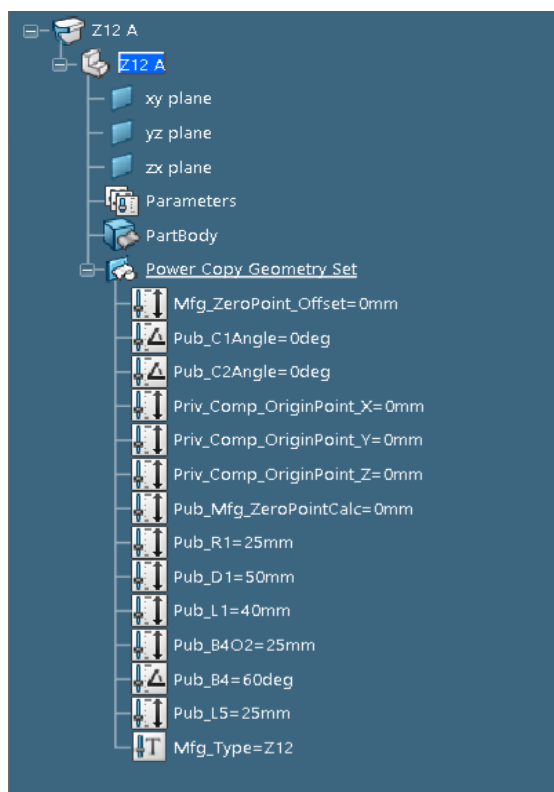 Z12 A
Z12 A
xy plane
yz plane
zx plane
Parameters
PartBody
Power Copy Geometry Set
Mfg_ZeroPoint_Offset=0mm
Pub_C1Angle=0deg
Pub_C2Angle=0deg
Priv_Comp_OriginPoint_X=0mm
Priv_Comp_OriginPoint_Y=0mm
Priv_Comp_OriginPoint_Z=0mm
Pub_Mfg_ZeroPointCalc=0mm
Pub_R1=25mm
Pub_D1=50mm
Pub_L1=40mm
Pub_B4O2=25mm
Pub_B4=60deg
Pub_L5=25mm
Mfg_Type=Z12